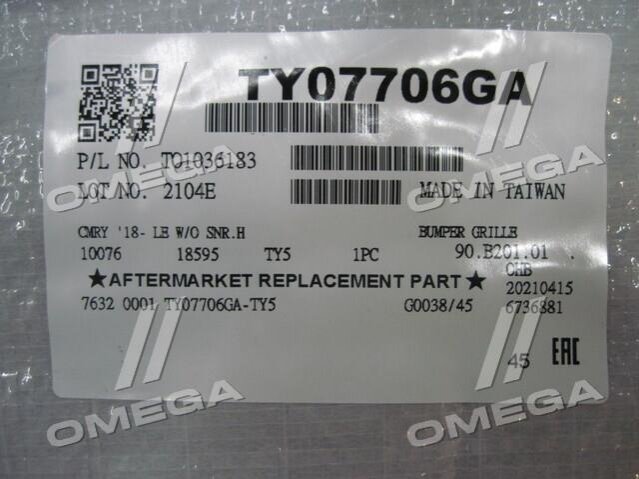 TY07706GA
P/L NO. TO1036183
LOT NO. 2104E MADE IN TAIWAN
CMRY '18- LE W/O SNR.H BUMPER GRILLE
10076 18595 TY5 1PC 90.B201.01 .
★AFTERMARKET REPLACEMENT PART★ CHB
20210415
7632 0001 TY07706GA-TY5 G0038/45 6736881
45 EAC
OMEGA
OMEGA
OMEGA
OMEGA